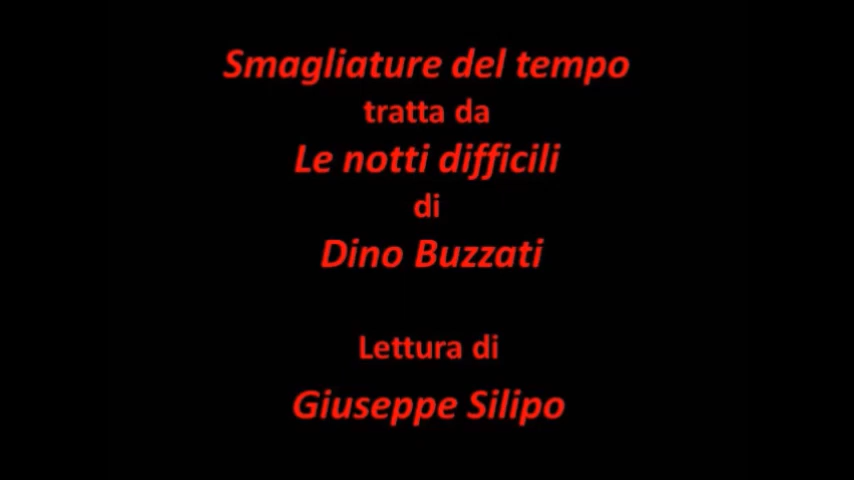 Smagliature del tempo
tratta da
Le notti difficili
di
Dino Buzzati
Lettura di
Giuseppe Silipo